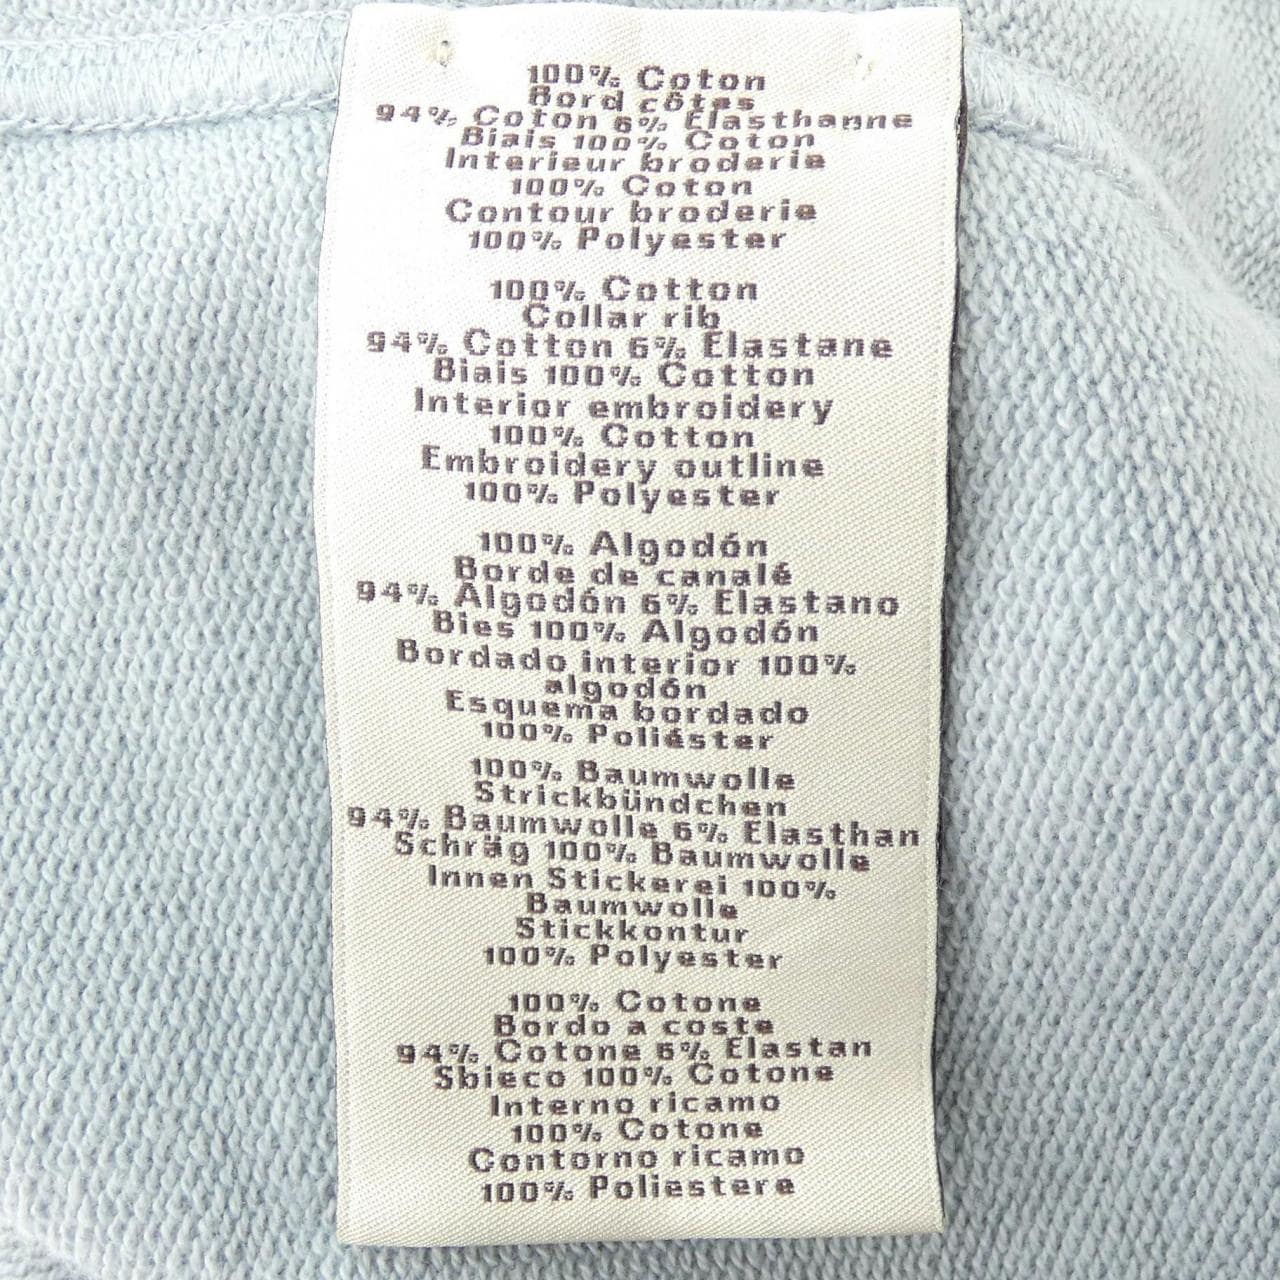 100% Coton
Bord côtes
94% Coton 6% Elasthanne
Biais 100% Coton
Interieur broderie
100% Coton
Contour broderie
100% Polyester
100% Cotton
Collar rib
94% Cotton 6% Elastane
Biais 100% Cotton
Interior embroidery
100% Cotton
Embroidery outline
100% Polyester
100% Algodón
Borde de canalé
94% Algodón 6% Elastano
Bies 100% Algodón
Bordado interior 100%
algodón
Esquema bordado
100% Poliéster
100% Baumwolle
Strickbündchen
94% Baumwolle 6% Elasthan
Schräg 100% Baumwolle
Innen Stickerei 100%
Baumwolle
Stickkontur
100% Polyester
100% Cotone
Bordo a coste
94% Cotone 6% Elastan
Sbieco 100% Cotone
Interno ricamo
100% Cotone
Contorno ricamo
100% Poliestere